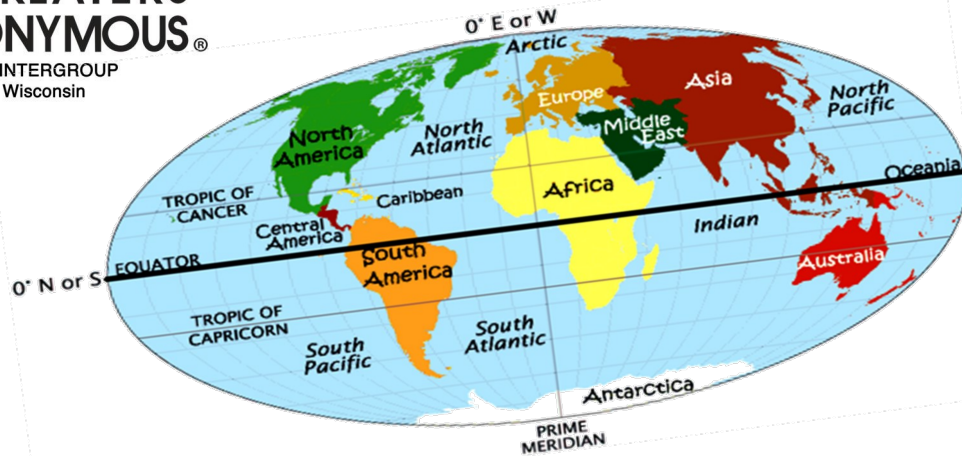 NYMOUS®
INTERGROUP
Wisconsin
0° E or W
Arctic
Asia
Europe
North
Pacific
Middle
East
North
America
North
Atlantic
Africa
Oceania
TROPIC OF
CANCER
Caribbean
Central
America
Indian
EQUATOR
0° N or S
South
America
Australia
TROPIC OF
CAPRICORN
South
Pacific
South
Atlantic
Antarctica
PRIME
MERIDIAN